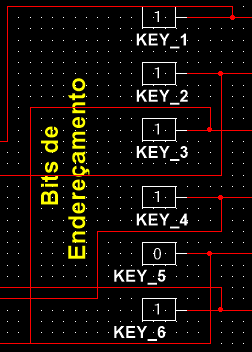 1
KEY_1
1
KEY_2
1
KEY_3
1
KEY_4
0
KEY_5
1
KEY_6
Bits de
Endereçamento